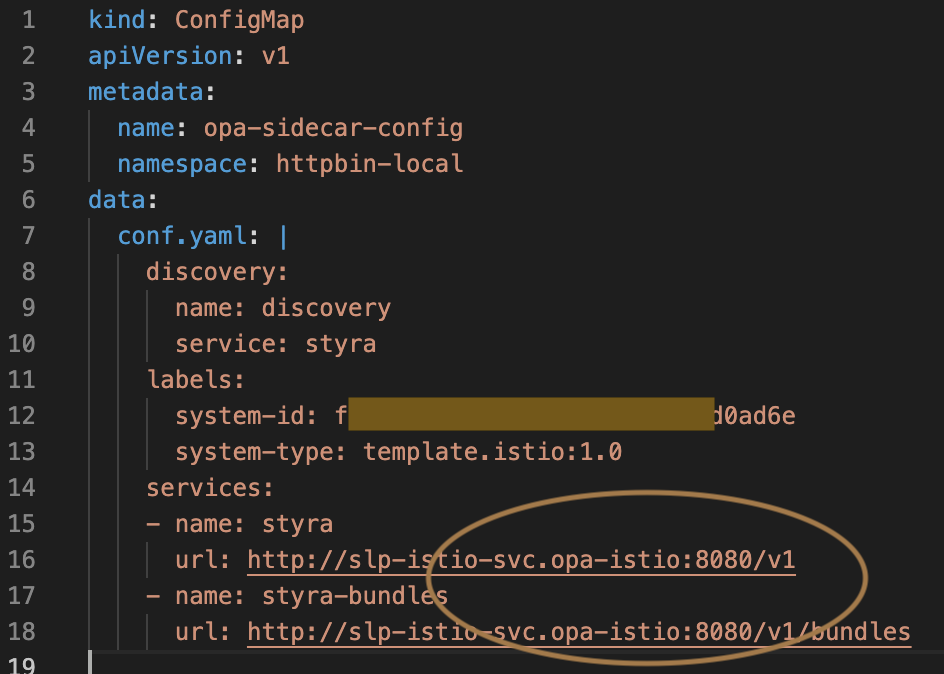 1 kind: ConfigMap
2 apiVersion: v1
3 metadata:
4   name: opa-sidecar-config
5   namespace: httpbin-local
6 data:
7   conf.yaml: |
8     discovery:
9       name: discovery
10       service: styra
11     labels:
12       system-id: f d0ad6e
13       system-type: template.istio:1.0
14     services:
15     - name: styra
16       url: http://slp-istio-svc.opa-istio:8080/v1
17     - name: styra-bundles
18       url: http://slp-istio-svc.opa-istio:8080/v1/bundles
19